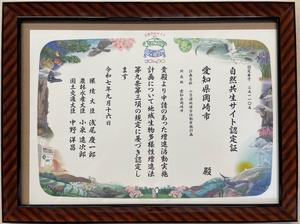 自然共生サイト認定証
愛知県岡崎市 殿
貴殿より申請のあった増進活動実施
計画について地域生物多様性増進法
第九条第三項の規定に基づき認定し
ます
令和七年九月十六日
環境大臣 浅尾慶一郎
農林水産大臣 小泉進次郎
国土交通大臣 中野洋昌